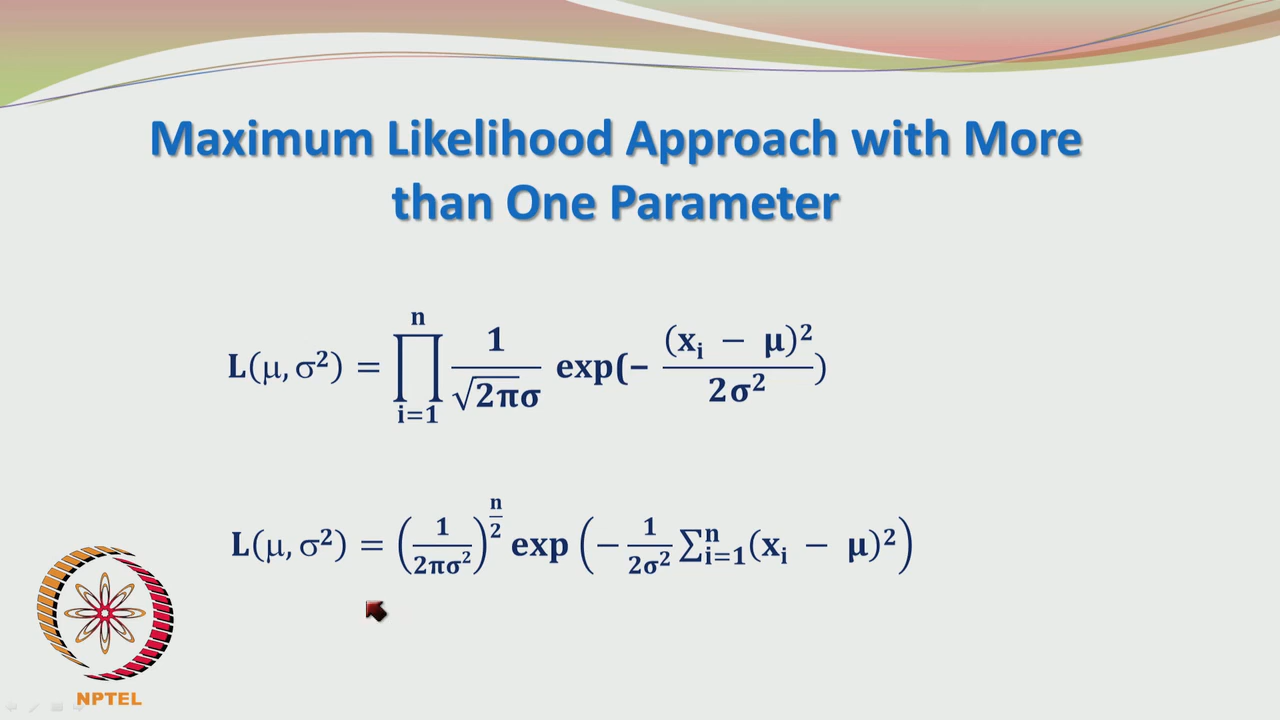 Maximum Likelihood Approach with More
than One Parameter
L(μ, σ²) = ∏ᵢ₌₁ⁿ 1/(√2π σ) exp(− (xᵢ − μ)²/2σ²)
L(μ, σ²) = (1/2πσ²)^(n/2) exp (− 1/2σ² ∑ᵢ₌₁ⁿ(xᵢ − μ)²)
NPTEL